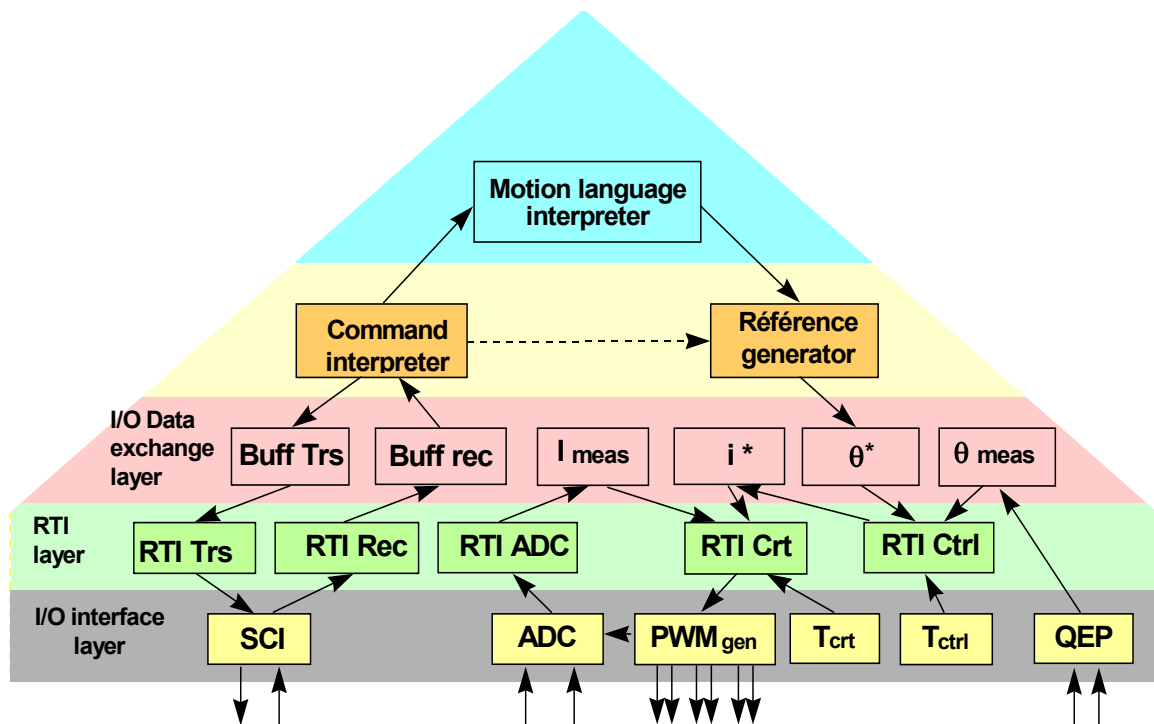 Motion language
interpreter
Command
interpreter
Référence
generator
I/O Data
exchange
layer
Buff Trs
Buff rec
I meas
i *
θ*
θ meas
RTI
layer
RTI Trs
RTI Rec
RTI ADC
RTI Crt
RTI Ctrl
I/O interface
layer
SCI
ADC
PWM gen
Tcrt
Tctrl
QEP